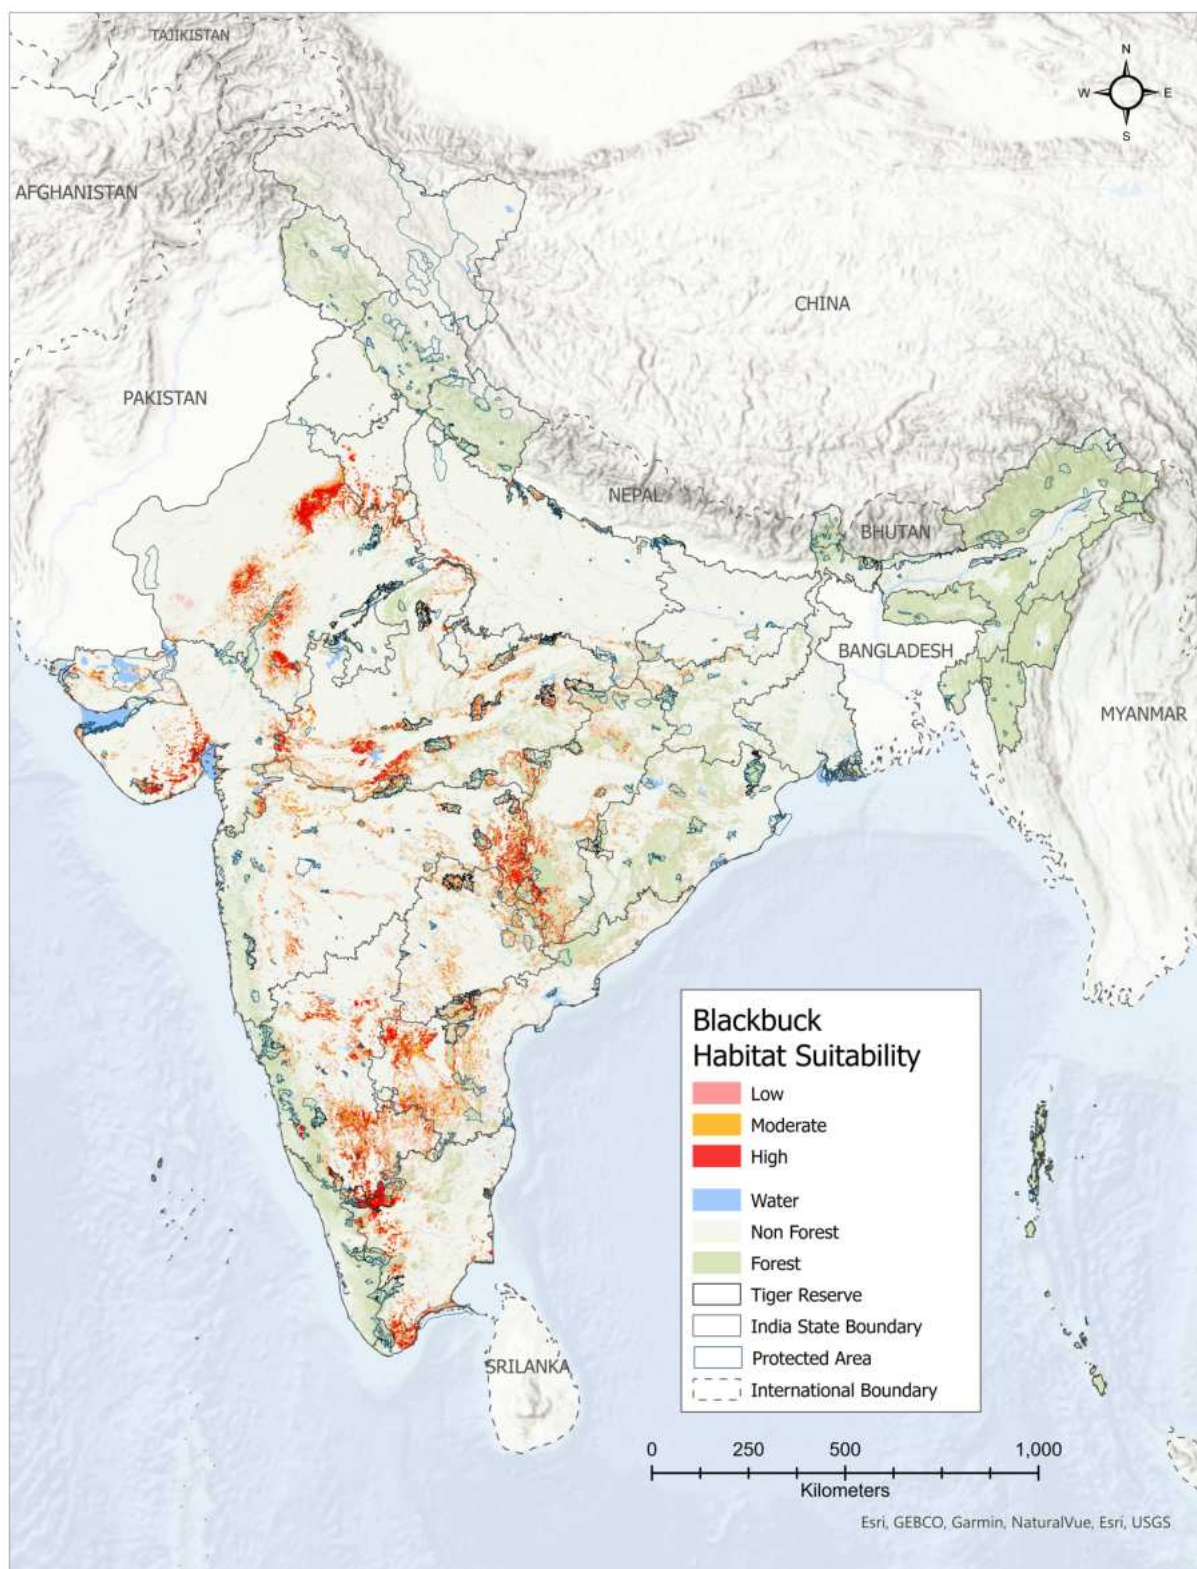 TAJIKISTAN
N
W
E
S
AFGHANISTAN
CHINA
PAKISTAN
NEPAL
BHUTAN
BANGLADESH
MYANMAR
Blackbuck
Habitat Suitability
Low
Moderate
High
Water
Non Forest
Forest
Tiger Reserve
India State Boundary
Protected Area
International Boundary
SRILANKA
0 250 500 1,000
Kilometers
Esri, GEBCO, Garmin, NaturalVue, Esri, USGS